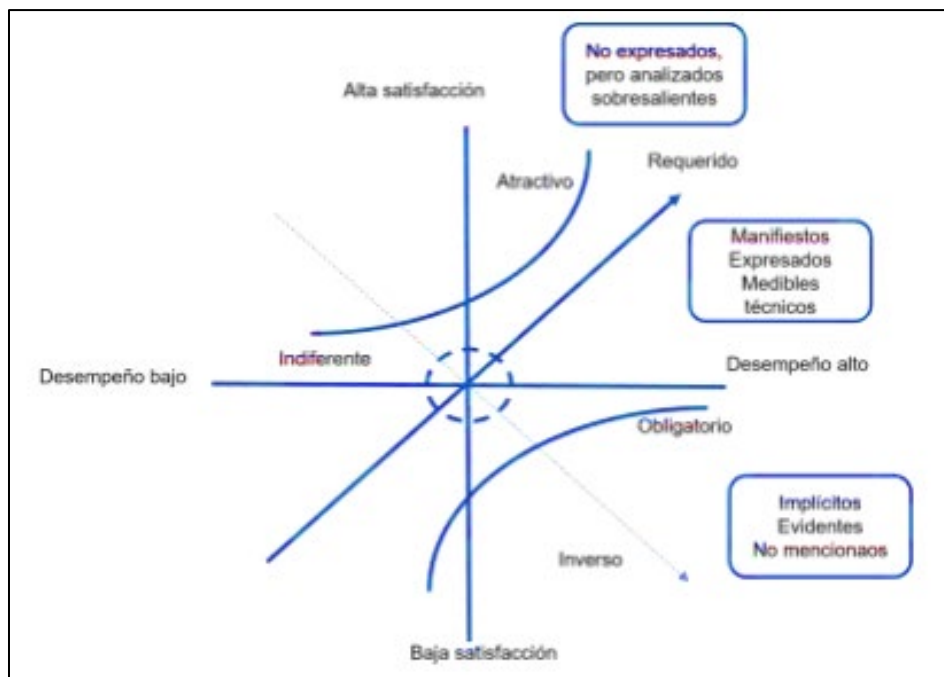 No expresados,
pero analizados
sobresalientes
Alta satisfacción
Atractivo
Requerido
Manifiestos
Expresados
Medibles
técnicos
Indiferente
Desempeño bajo
Desempeño alto
Obligatorio
Implícitos
Evidentes
No mencionaos
Inverso
Baja satisfacción